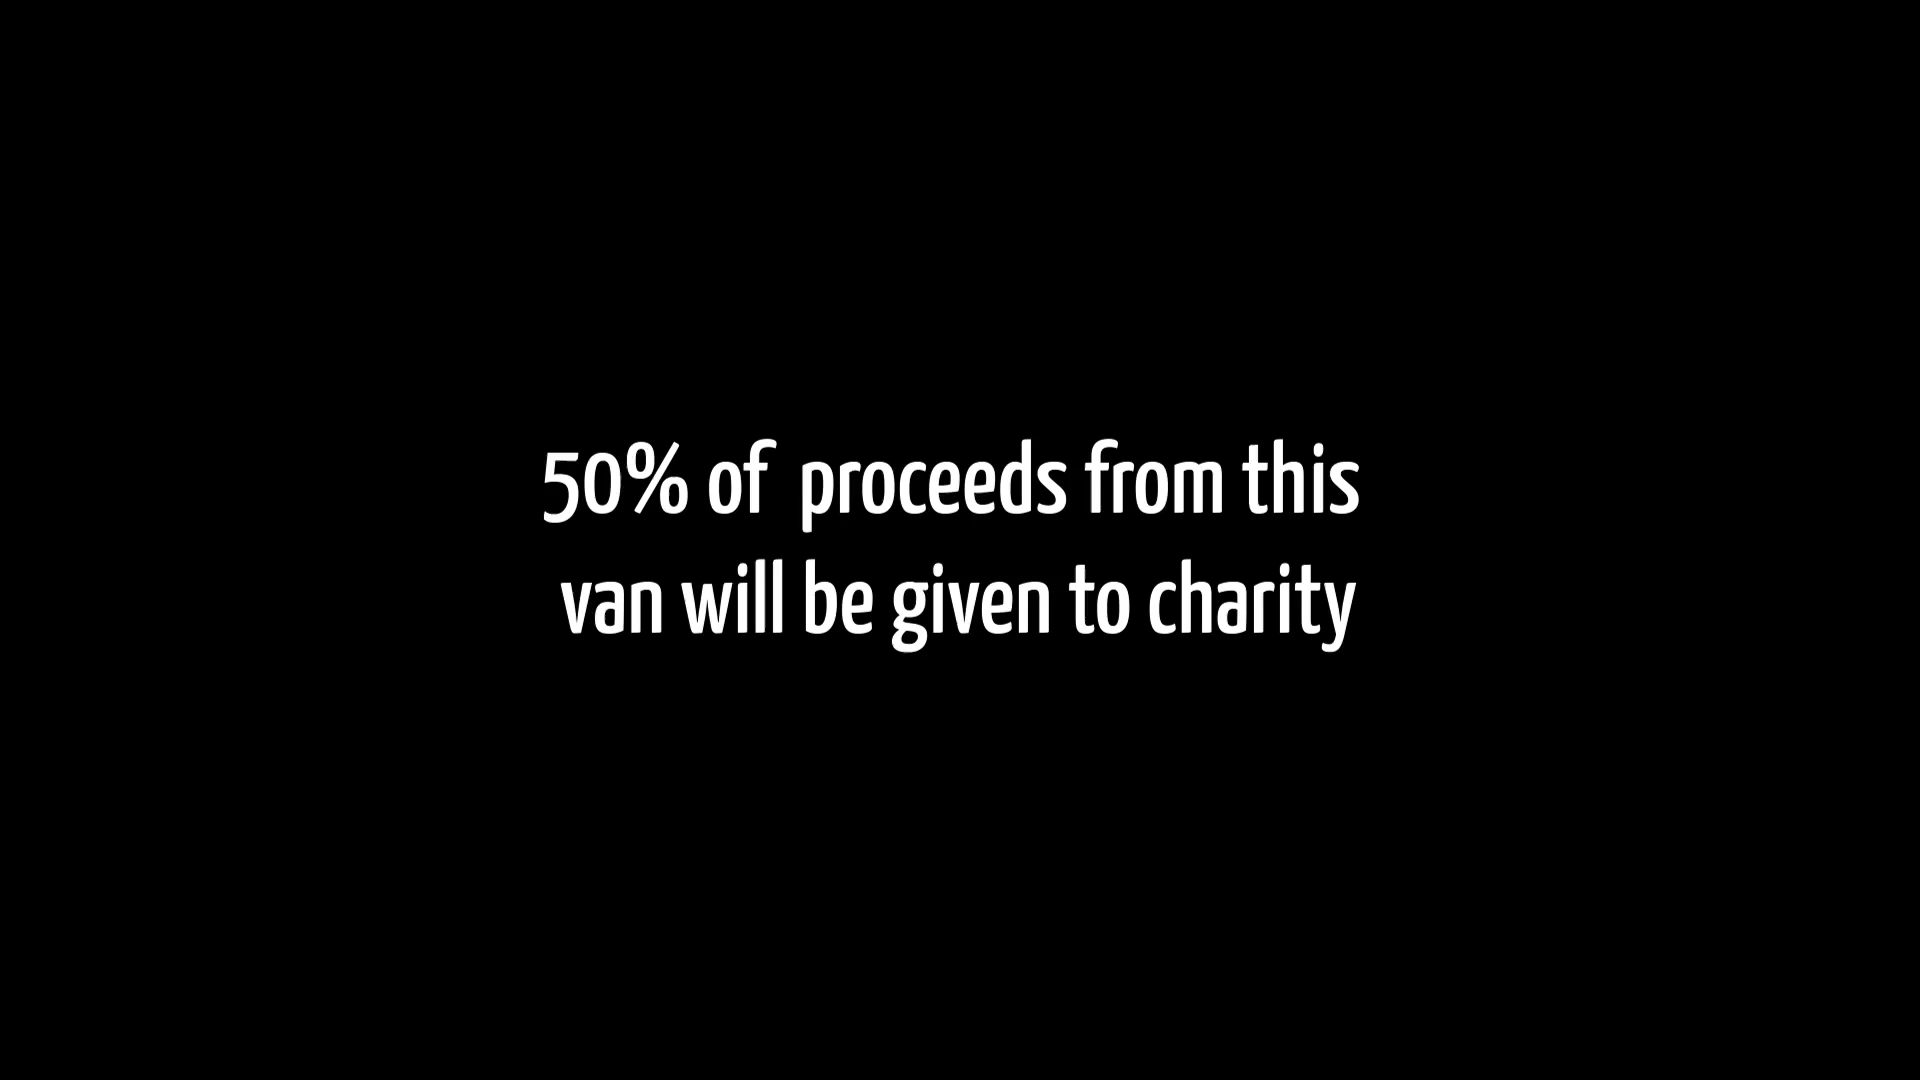 50% of proceeds from this
van will be given to charity